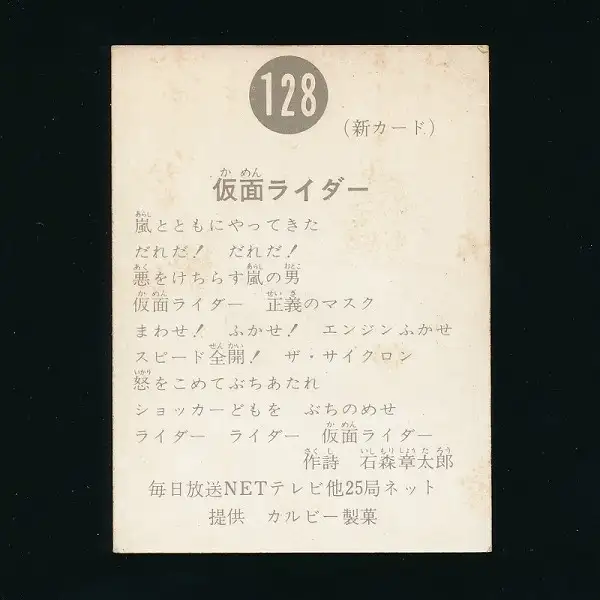 128
(新カード)
仮面ライダー
嵐とともにやってきた
だれだ! だれだ!
悪をけちらす嵐の男
仮面ライダー 正義のマスク
まわせ! ふかせ! エンジンふかせ
スピード全開! ザ・サイクロン
怒をこめてぶちあたれ
ショッカーどもを ぶちのめせ
ライダー ライダー 仮面ライダー
作詩 石森章太郎
毎日放送NETテレビ他25局ネット
提供 カルビー製菓